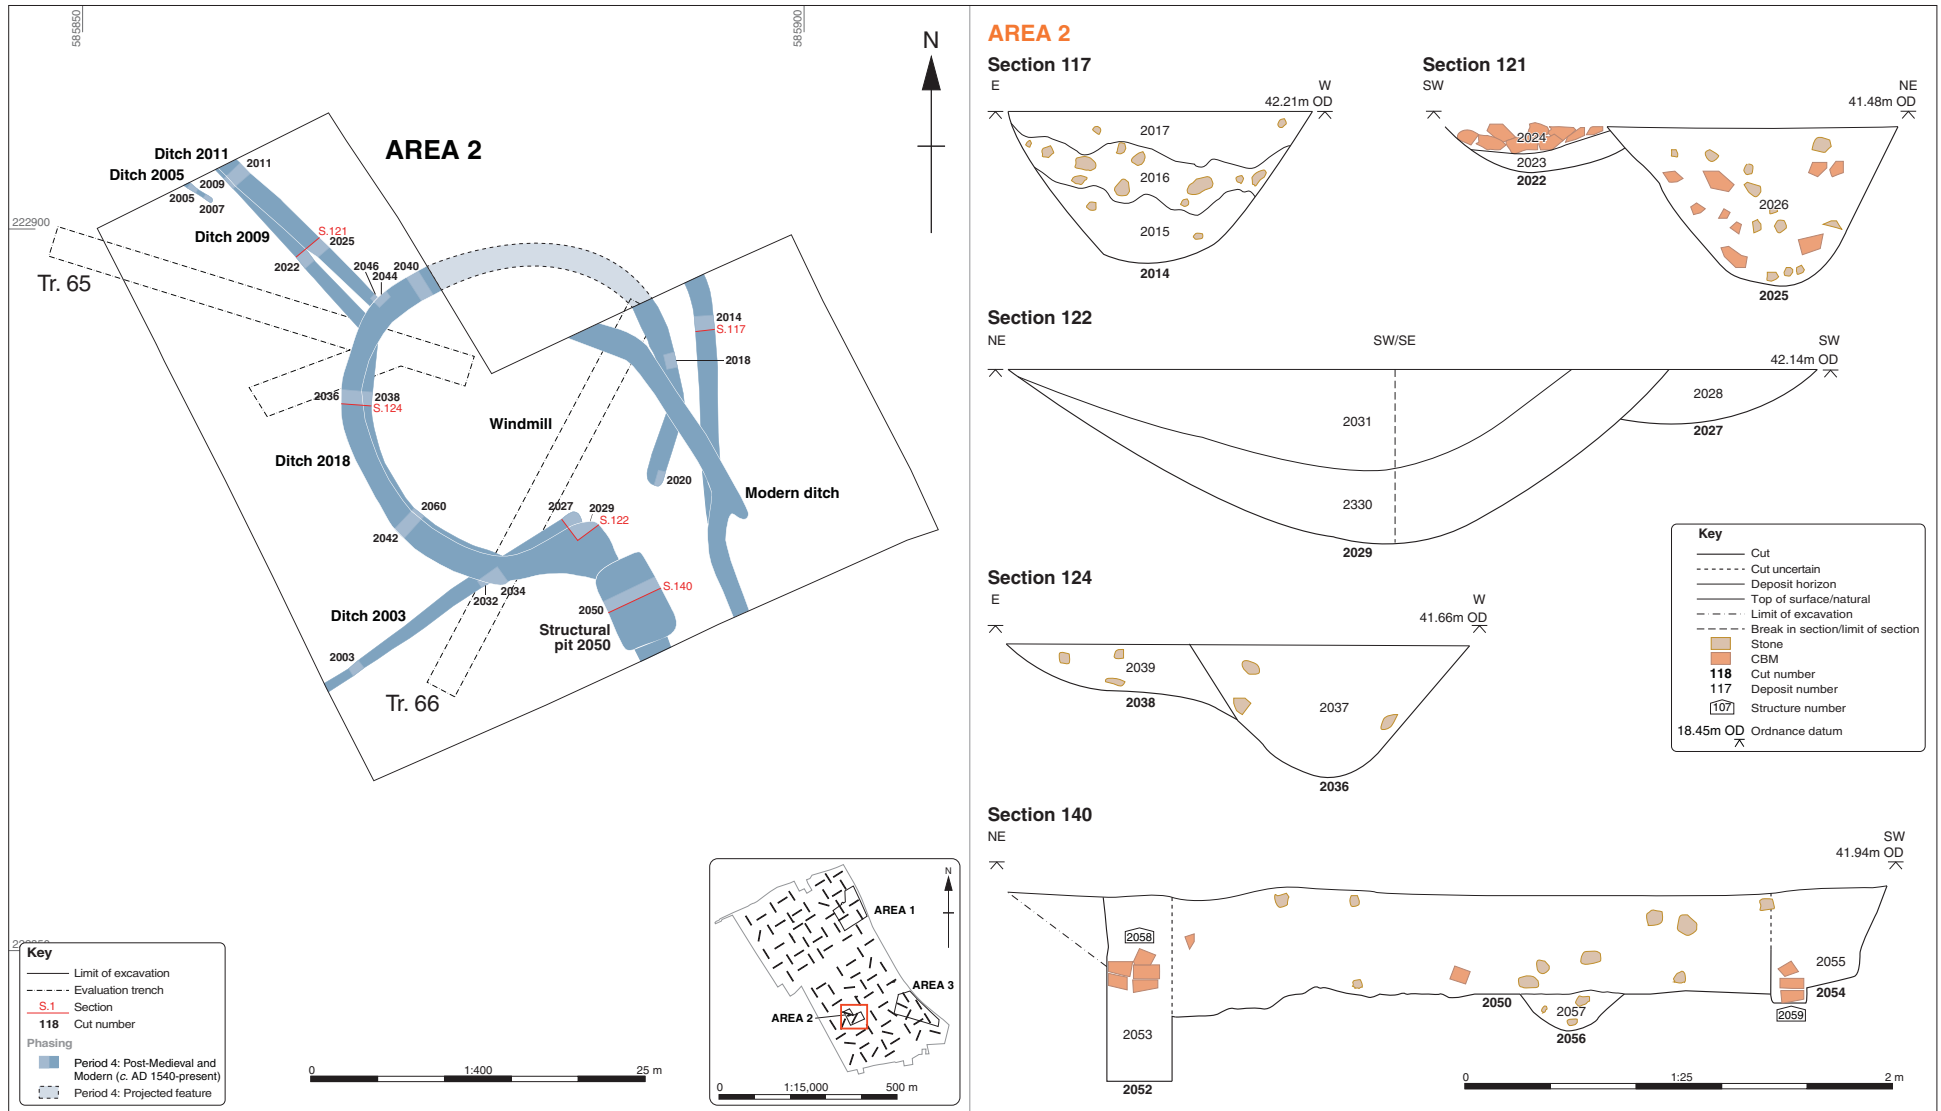 585850
585900
N
AREA 2
Ditch 2011
2011
Ditch 2005
2009
2005
2007
222900
Ditch 2009
S.121
2025
2022
2046
2044
2040
Tr. 65
2014
S.117
2018
2036
2038
S.124
Windmill
Ditch 2018
2020
Modern ditch
2060
2042
2027
2029
S.122
2032
2034
S.140
2050
Ditch 2003
Structural
pit 2050
2003
Tr. 66
Key
Limit of excavation
Evaluation trench
S.1
Section
118
Cut number
Phasing
Period 4: Post-Medieval and
Modern (c. AD 1540-present)
Period 4: Projected feature
0
1:400
25 m
N
AREA 1
AREA 3
AREA 2
0
1:15,000
500 m
AREA 2
Section 117
E
W
42.21m OD
2017
2016
2015
2014
Section 121
SW
NE
41.48m OD
2024
2023
2022
2026
2025
Section 122
NE
SW/SE
SW
42.14m OD
2031
2028
2027
2330
2029
Section 124
E
W
41.66m OD
2039
2038
2037
2036
Key
Cut
Cut uncertain
Deposit horizon
Top of surface/natural
Limit of excavation
Break in section/limit of section
Stone
CBM
118
Cut number
117
Deposit number
107
Structure number
18.45m OD
Ordnance datum
Section 140
NE
SW
41.94m OD
2058
2053
2052
2050
2057
2056
2055
2054
2059
0
1:25
2 m